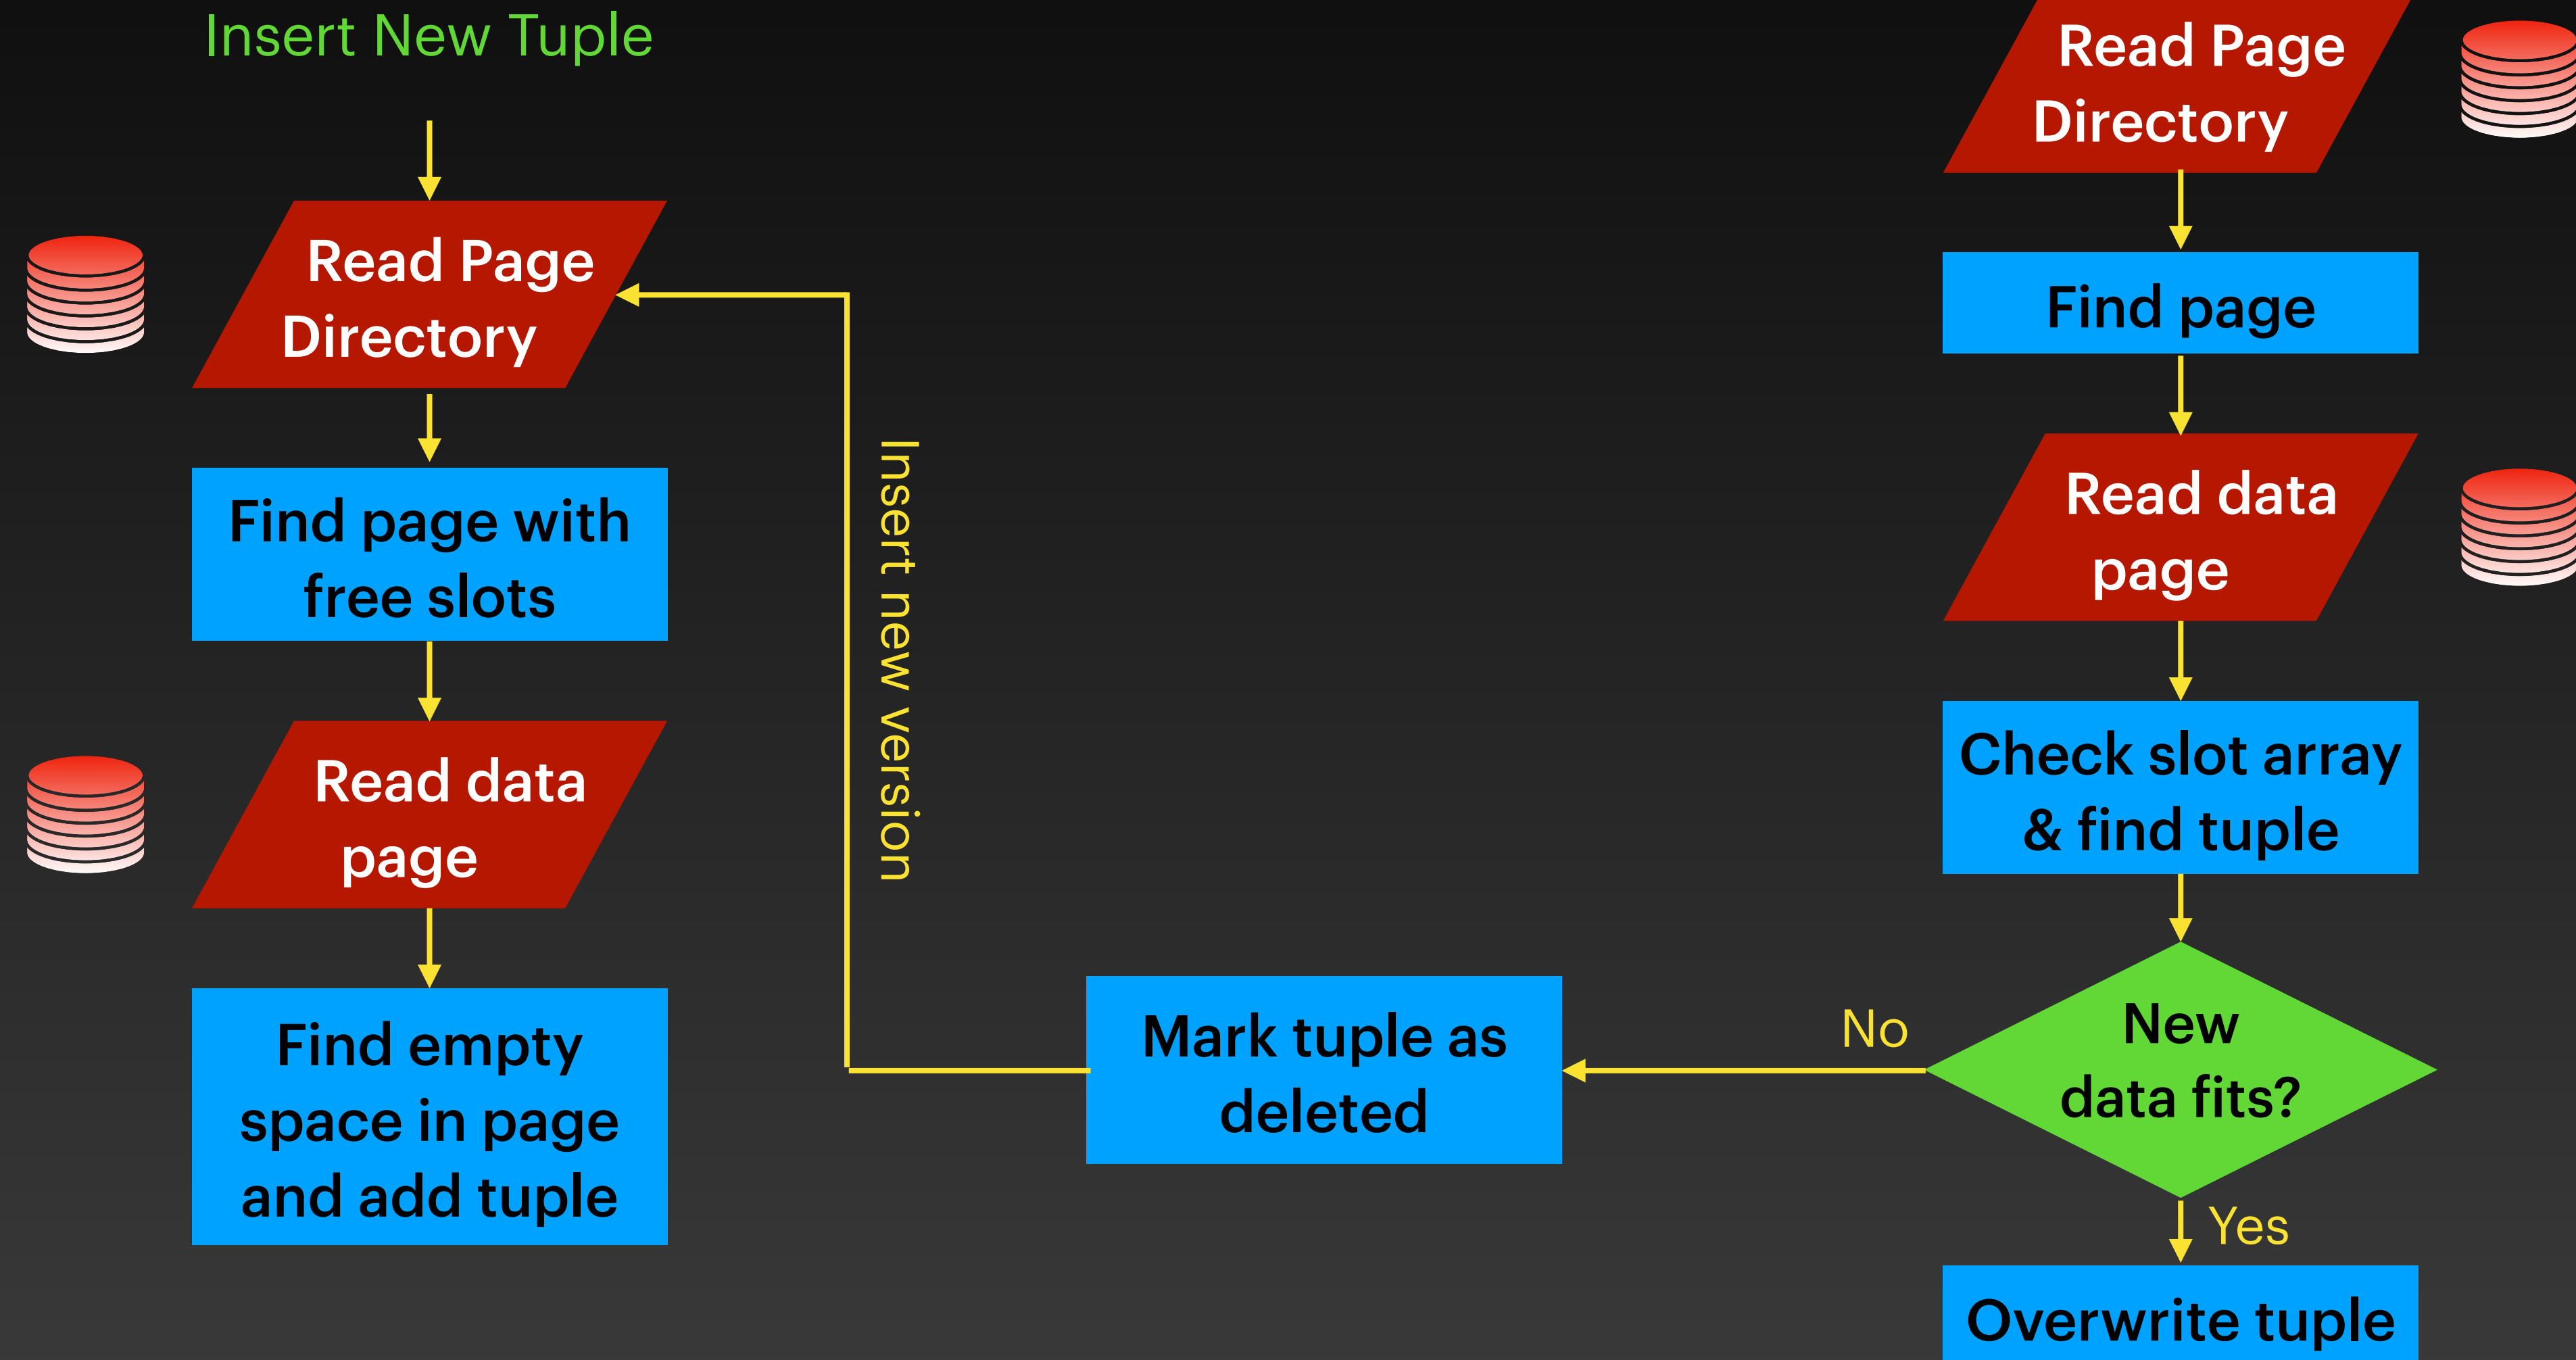 Insert New Tuple
Read Page
Directory
Find page with
free slots
Read data
page
Find empty
space in page
and add tuple
Insert new version
Mark tuple as
deleted
Read Page
Directory
Find page
Read data
page
Check slot array
& find tuple
New
data fits?
No
Yes
Overwrite tuple